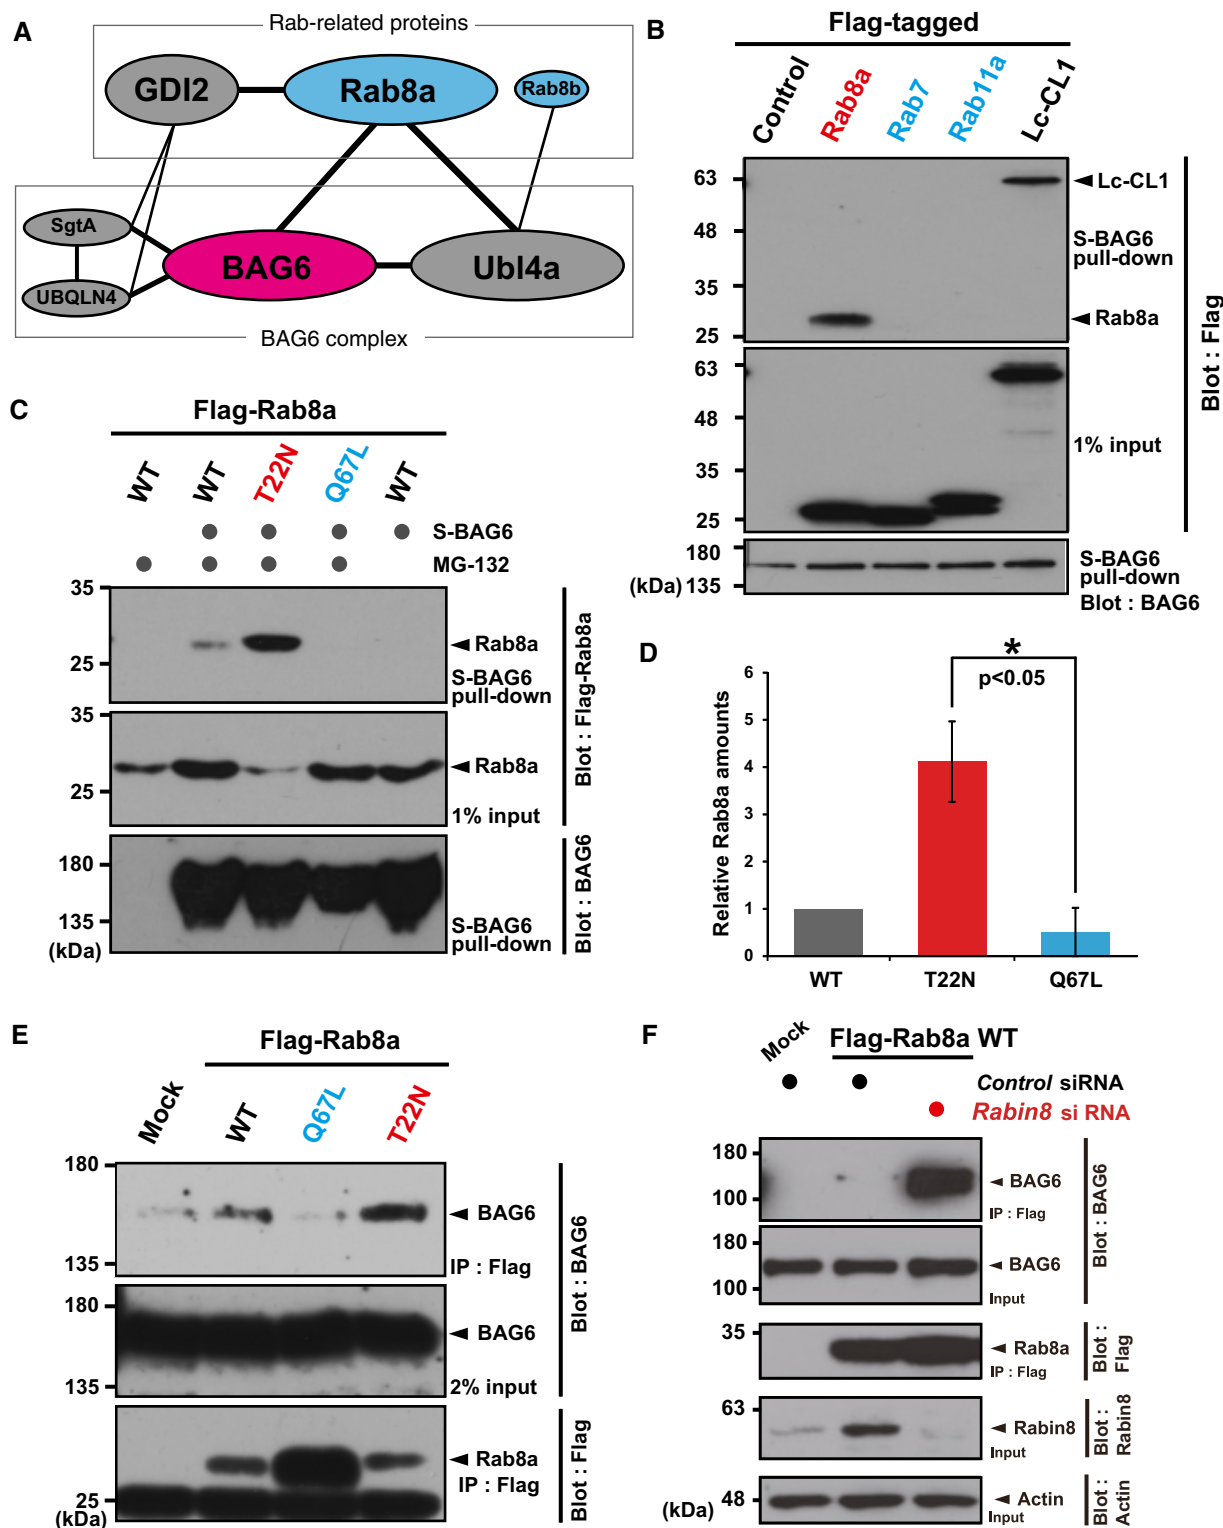 A
Rab-related proteins
GDI2
Rab8a
Rab8b
SgtA
UBQLN4
BAG6
Ubl4a
BAG6 complex
B
Flag-tagged
Control
Rab8a
Rab7
Rab11a
Lc-CL1
63
48
35
25
Lc-CL1
S-BAG6
pull-down
Rab8a
63
48
35
25
1% input
Blot : Flag
180
135
(kDa)
S-BAG6
pull-down
Blot : BAG6
C
Flag-Rab8a
WT
WT
T22N
Q67L
WT
S-BAG6
MG-132
35
25
Rab8a
S-BAG6
pull-down
35
25
Rab8a
1% input
Blot : Flag-Rab8a
180
135
(kDa)
S-BAG6
pull-down
Blot : BAG6
D
Relative Rab8a amounts
6
5
4
3
2
4
1
0
*
p<0.05
WT
T22N
Q67L
E
Flag-Rab8a
Mock
WT
Q67L
T22N
180
135
BAG6
IP : Flag
180
135
BAG6
2% input
Blot : BAG6
25
(kDa)
Rab8a
IP : Flag
Blot : Flag
F
Mock
Flag-Rab8a WT
Control siRNA
Rabin8 si RNA
180
100
BAG6
IP : Flag
180
100
BAG6
Input
Blot : BAG6
35
Rab8a
IP : Flag
Blot :
Flag
63
Rabin8
Input
Blot :
Rabin8
(kDa)
48
Actin
Input
Blot :
Actin